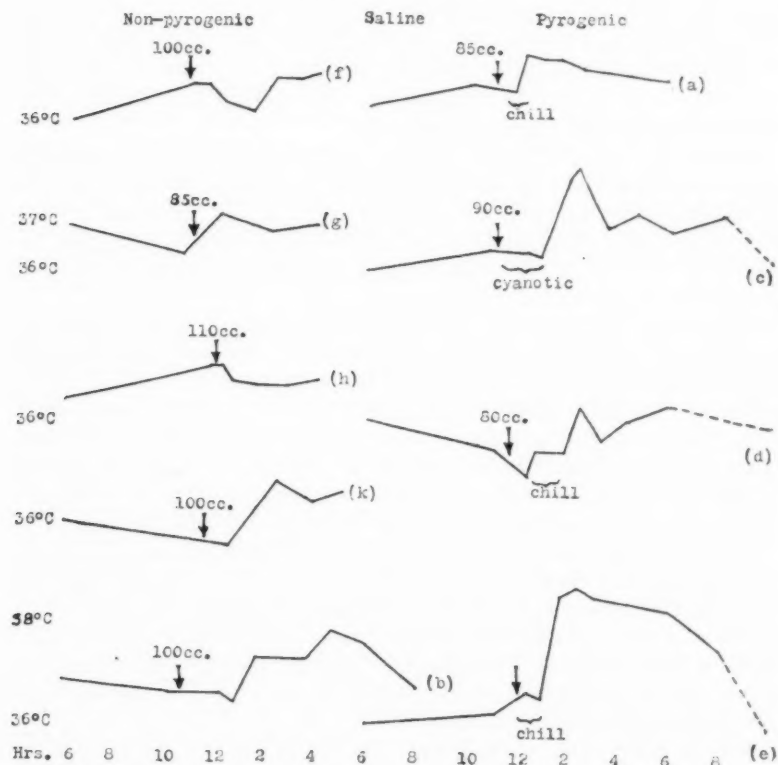 Non-pyrogenic Saline Pyrogenic
100cc. 85cc.
(f) (a)
36°C
chill
85cc. 90cc.
37°C (g)
36°C
cyanotic (c)
110cc.
(h)
36°C 80cc.
(d)
(k) chill
100cc.
36°C
38°C
100cc.
(b)
36°C
chill
Hrs. 6 8 10 12 2 4 6 8 10 12 2 4 6 8 (e)